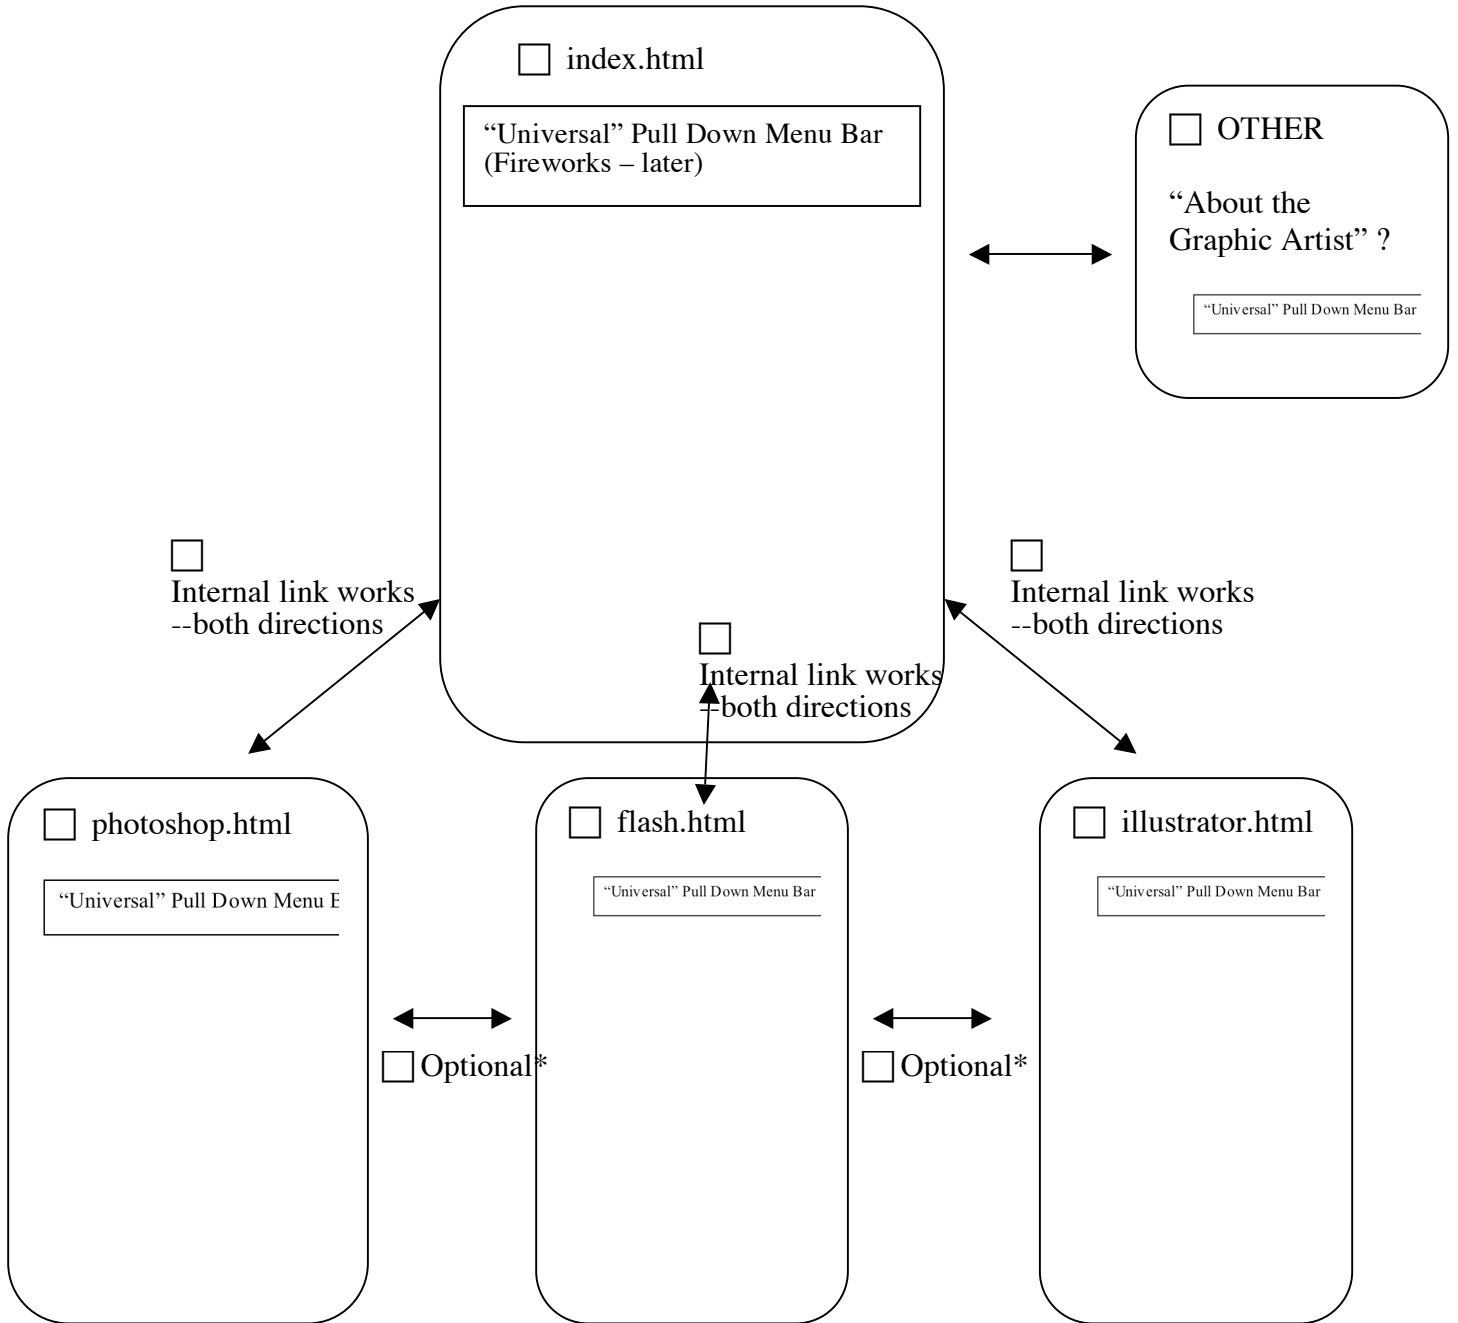 index.html
“Universal” Pull Down Menu Bar
(Fireworks – later)
OTHER
“About the
Graphic Artist” ?
“Universal” Pull Down Menu Bar
Internal link works
--both directions
Internal link works
--both directions
Internal link works
--both directions
photoshop.html
“Universal” Pull Down Menu B
flash.html
“Universal” Pull Down Menu Bar
illustrator.html
“Universal” Pull Down Menu Bar
Optional*
Optional*